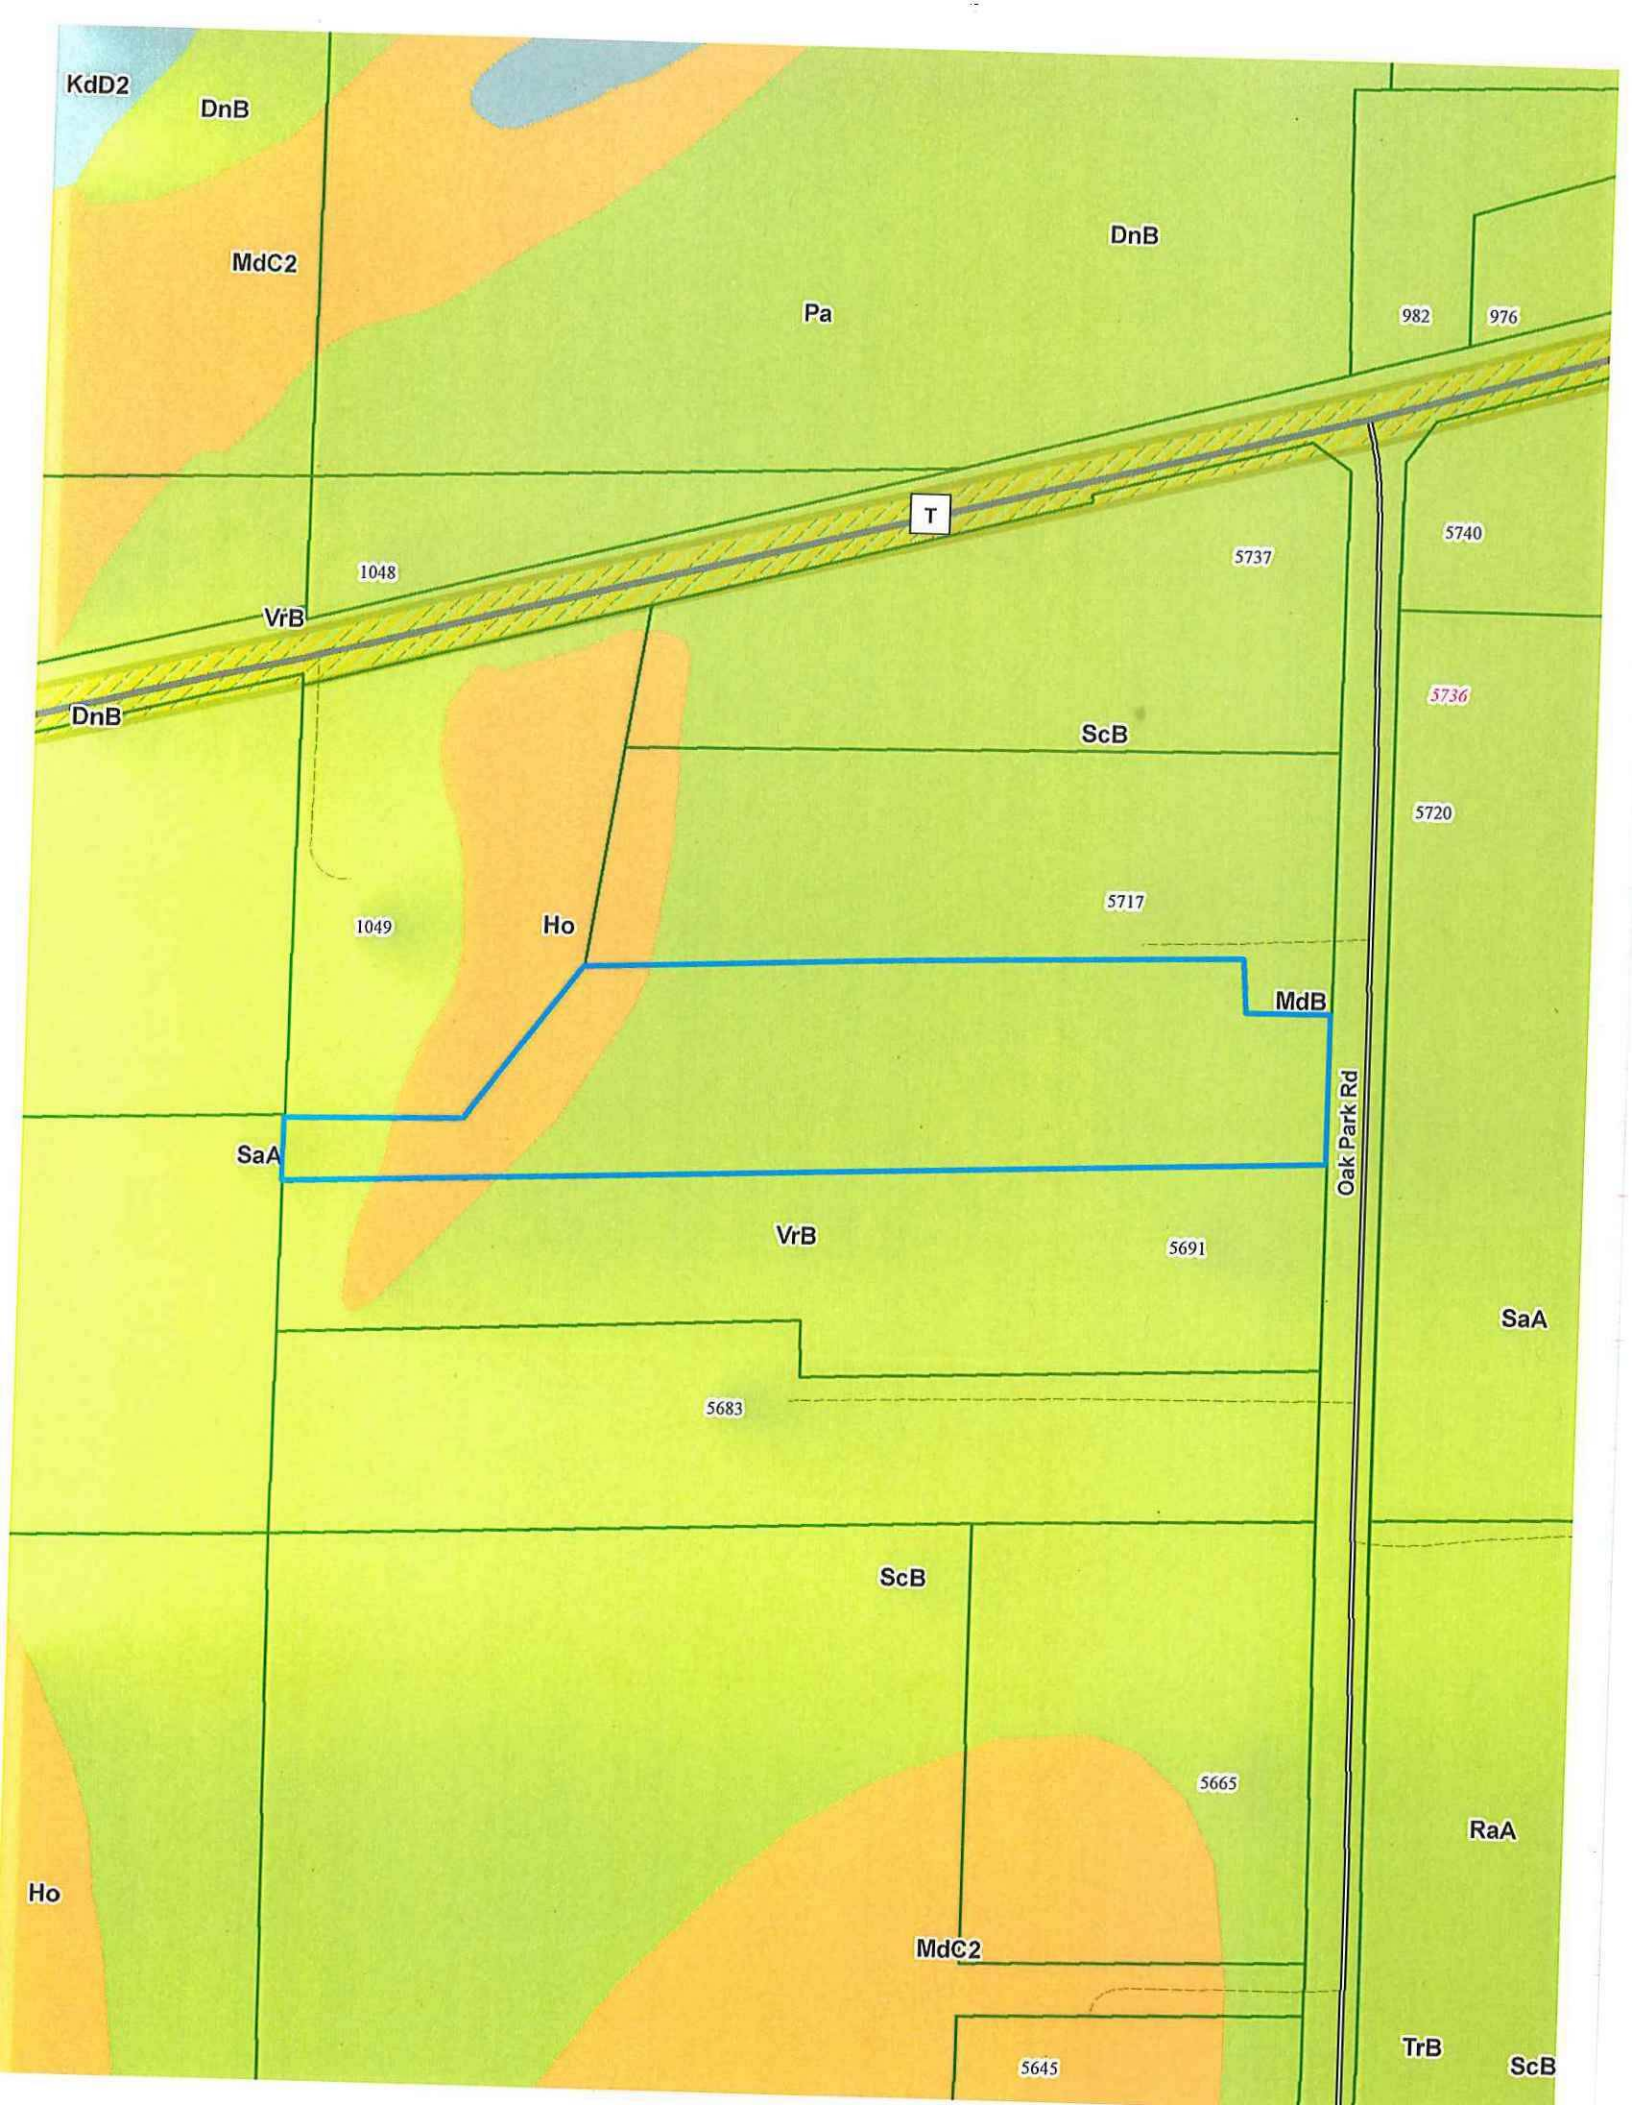 KdD2
DnB
MdC2
DnB
Pa
982
976
T
5740
5737
1048
VrB
5736
DnB
ScB
5720
5717
Ho
1049
MdB
Oak Park Rd
SaA
VrB
5691
SaA
5683
ScB
5665
RaA
Ho
MdC2
TrB
ScB
5645